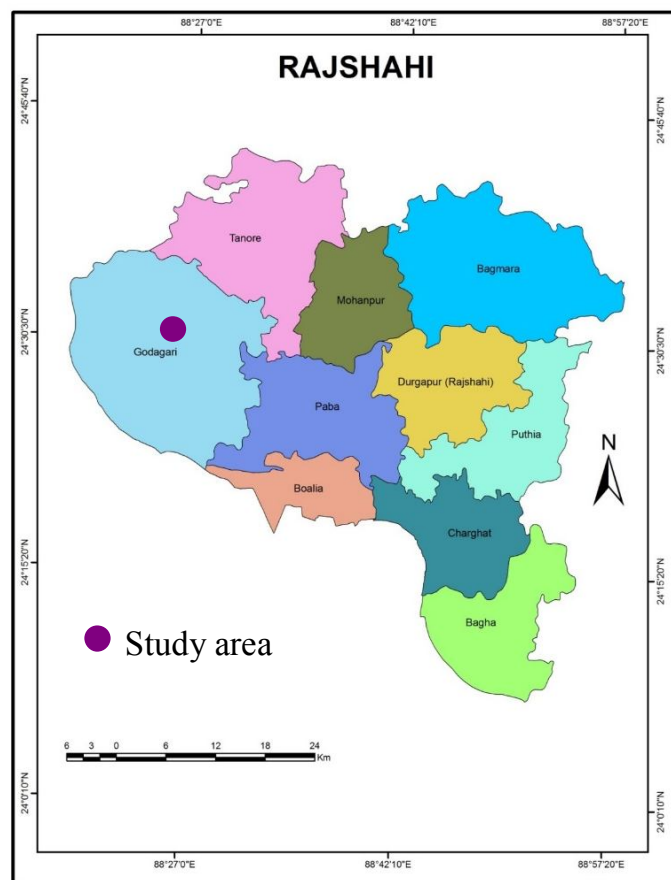 88°27'0"E 88°42'10"E 88°57'20"E
RAJSHAHI
24°45'40"N
24°45'40"N
Tanore
Bagmara
Mohanpur
24°30'30"N
24°30'30"N
Godagari
Durgapur (Rajshahi)
Paba
Puthia
N
Boalia
Charghat
24°15'20"N
24°15'20"N
Bagha
Study area
6 3 0 6 12 18 24
Km
24°0'10"N
24°0'10"N
88°27'0"E 88°42'10"E 88°57'20"E